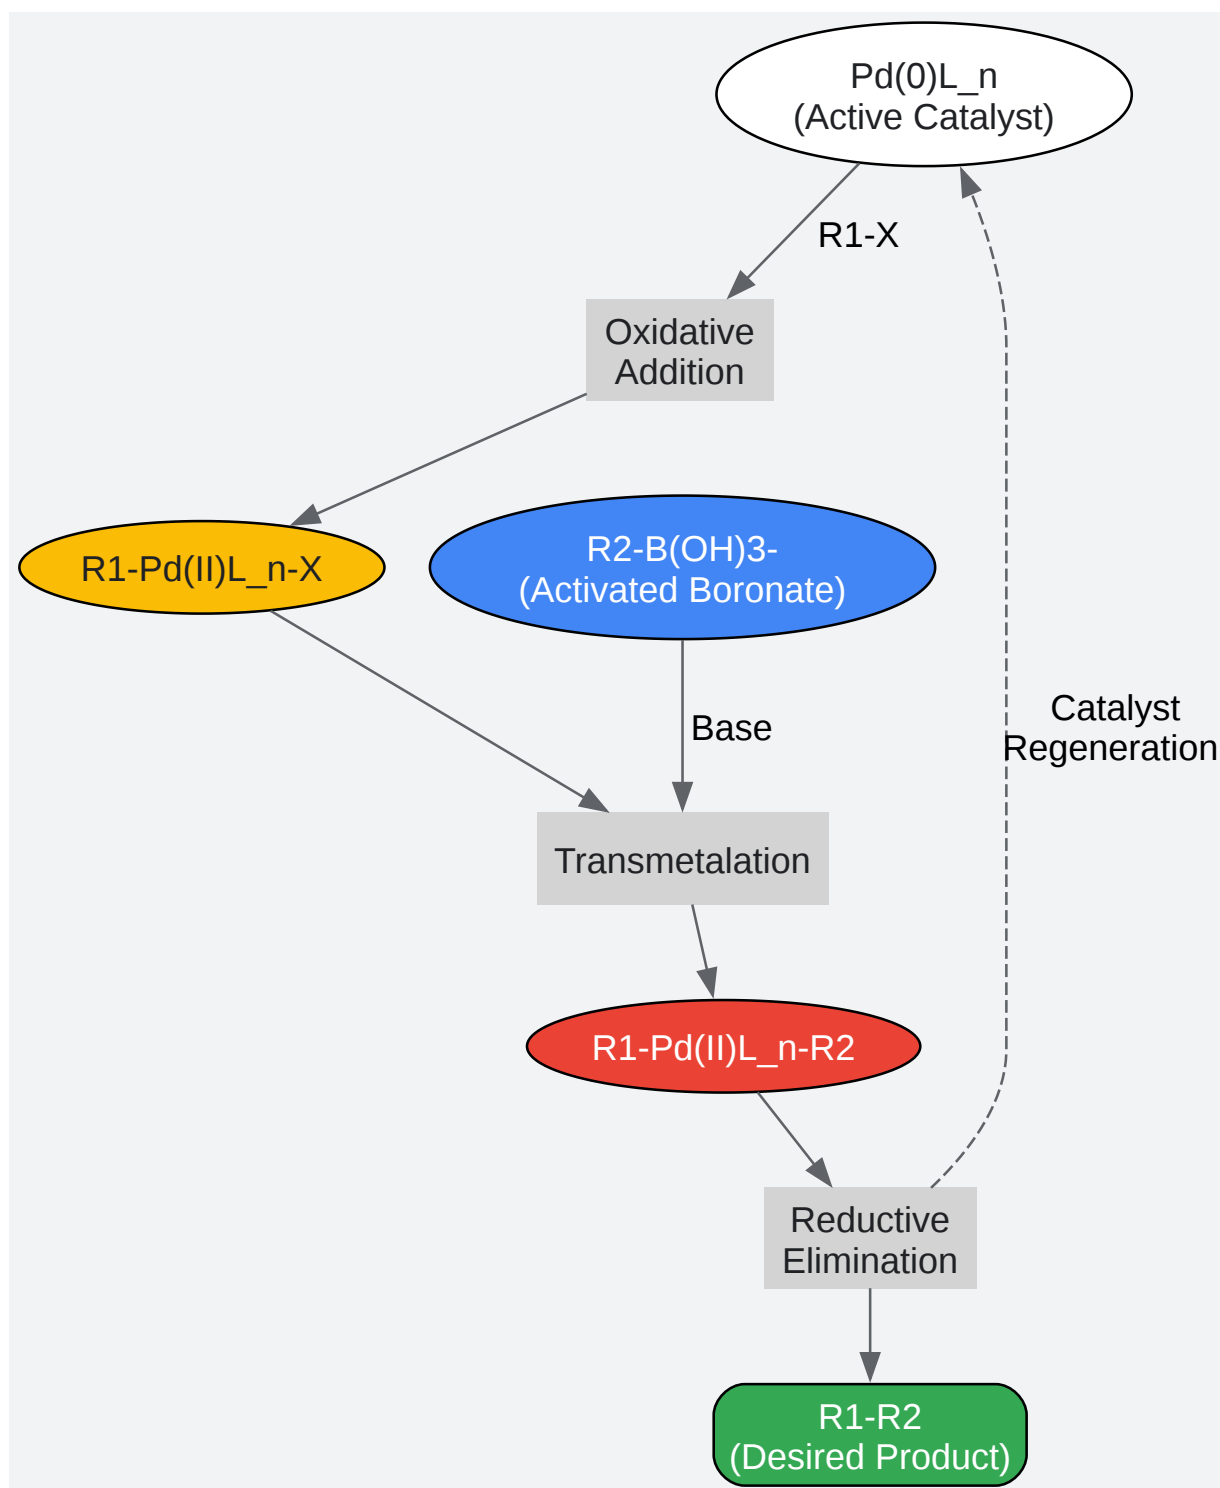 Pd(0)L_n
(Active Catalyst)
R1-X
Oxidative
Addition
R1-Pd(II)L_n-X
R2-B(OH)3-
(Activated Boronate)
Base
Catalyst
Regeneration
Transmetalation
R1-Pd(II)L_n-R2
Reductive
Elimination
R1-R2
(Desired Product)